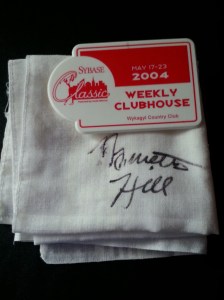 SYBASE
Classic
MAY 17-23
2004
WEEKLY
CLUBHOUSE
Wykagyl Country Club
Hill